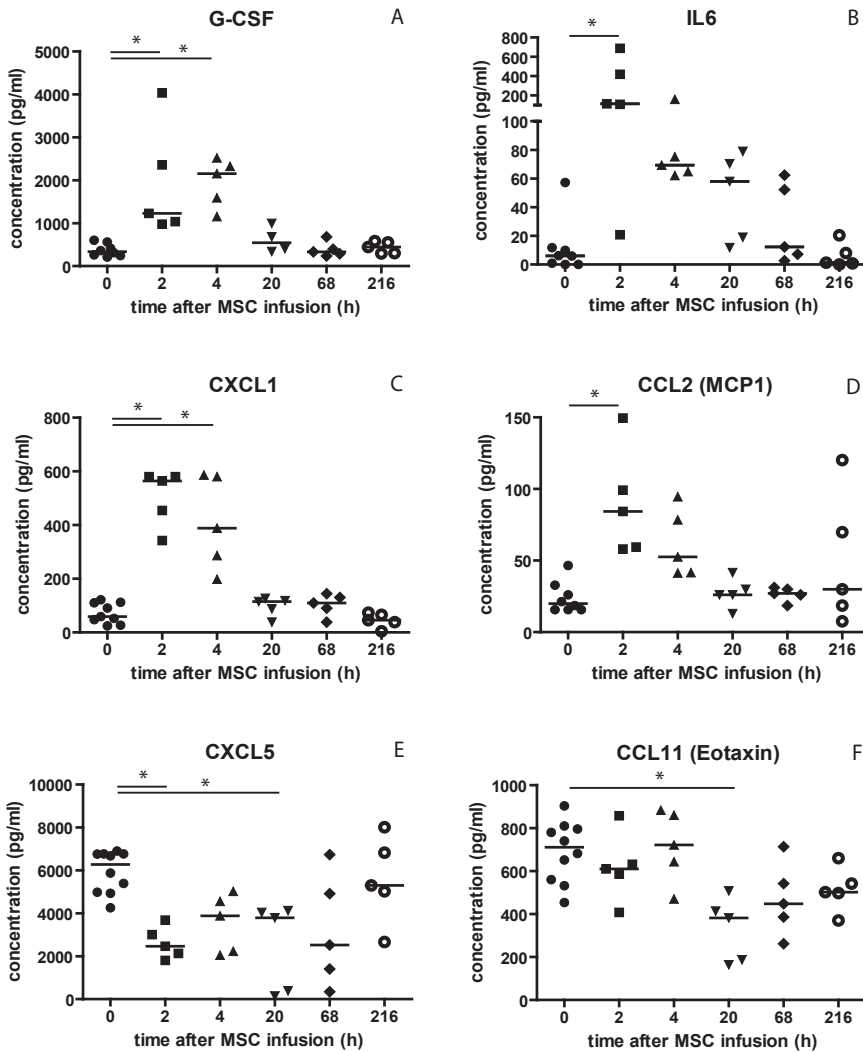 G-CSF
A
*
*
concentration (pg/ml)
5000
4000
3000
2000
1000
0
0 2 4 20 68 216
time after MSC infusion (h)
IL6
B
*
concentration (pg/ml)
800
600
400
200
100
80
60
40
20
0
0 2 4 20 68 216
time after MSC infusion (h)
CXCL1
C
*
*
concentration (pg/ml)
800
600
400
200
0
0 2 4 20 68 216
time after MSC infusion (h)
CCL2 (MCP1)
D
*
concentration (pg/ml)
150
100
50
0
0 2 4 20 68 216
time after MSC infusion (h)
CXCL5
E
*
*
concentration (pg/ml)
10000
8000
6000
4000
2000
0
0 2 4 20 68 216
time after MSC infusion (h)
CCL11 (Eotaxin)
F
*
concentration (pg/ml)
1000
800
600
400
200
0
0 2 4 20 68 216
time after MSC infusion (h)